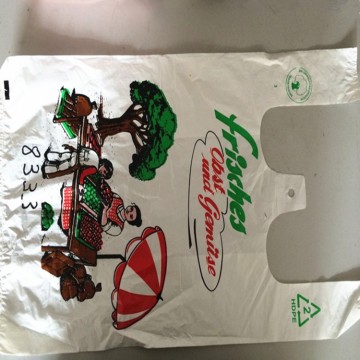 frisches
Obst
und Gemüse
8333
2
HDPE